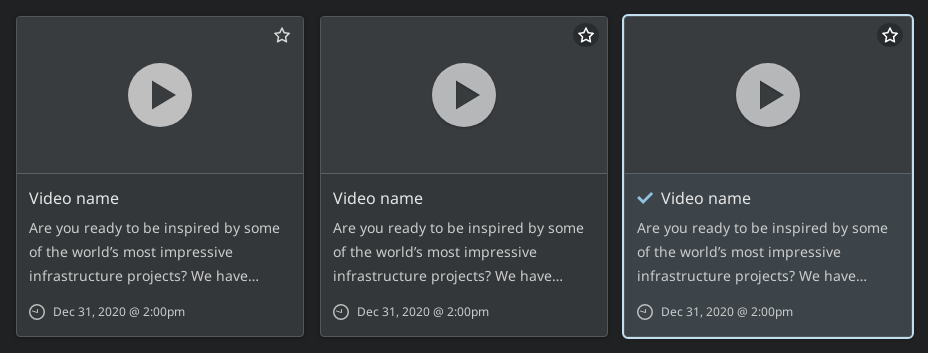 Video name
Are you ready to be inspired by some
of the world’s most impressive
infrastructure projects? We have...
Dec 31, 2020 @ 2:00pm
Video name
Are you ready to be inspired by some
of the world’s most impressive
infrastructure projects? We have...
Dec 31, 2020 @ 2:00pm
Video name
Are you ready to be inspired by some
of the world’s most impressive
infrastructure projects? We have...
Dec 31, 2020 @ 2:00pm